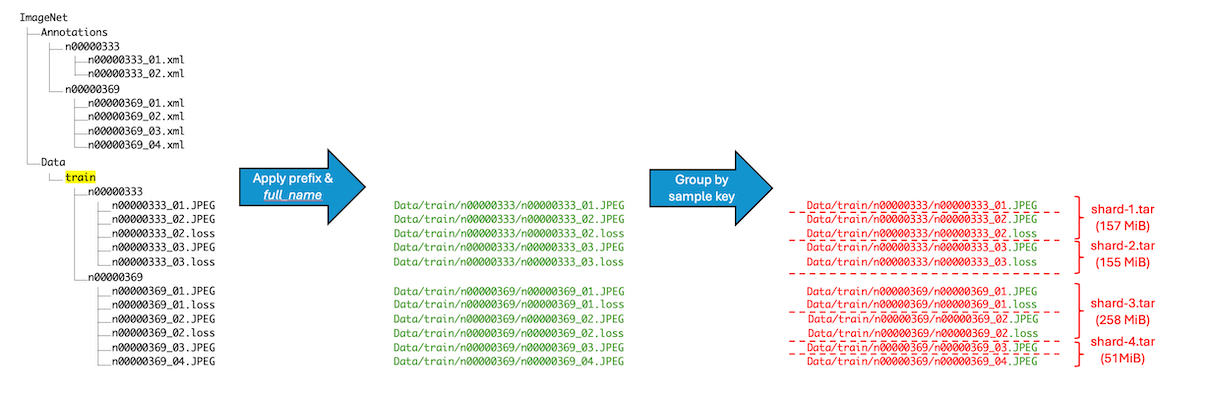 ImageNet
Annotations
n00000333
n00000333_01.xml
n00000333_02.xml
n00000369
n00000369_01.xml
n00000369_02.xml
n00000369_03.xml
n00000369_04.xml
Data
train
n00000333
n00000333_01.JPEG
n00000333_02.JPEG
n00000333_02.loss
n00000333_03.JPEG
n00000333_03.loss
n00000369
n00000369_01.JPEG
n00000369_01.loss
n00000369_02.JPEG
n00000369_02.loss
n00000369_03.JPEG
n00000369_04.JPEG
Apply prefix &
full_name
Data/train/n00000333/n00000333_01.JPEG
Data/train/n00000333/n00000333_02.JPEG
Data/train/n00000333/n00000333_02.loss
Data/train/n00000333/n00000333_03.JPEG
Data/train/n00000333/n00000333_03.loss
Data/train/n00000369/n00000369_01.JPEG
Data/train/n00000369/n00000369_01.loss
Data/train/n00000369/n00000369_02.JPEG
Data/train/n00000369/n00000369_02.loss
Data/train/n00000369/n00000369_03.JPEG
Data/train/n00000369/n00000369_04.JPEG
Group by
sample key
Data/train/n00000333/n00000333_01.JPEG
Data/train/n00000333/n00000333_02.JPEG
Data/train/n00000333/n00000333_02.loss
Data/train/n00000333/n00000333_03.JPEG
Data/train/n00000333/n00000333_03.loss
Data/train/n00000369/n00000369_01.JPEG
Data/train/n00000369/n00000369_01.loss
Data/train/n00000369/n00000369_02.JPEG
Data/train/n00000369/n00000369_02.loss
Data/train/n00000369/n00000369_03.JPEG
Data/train/n00000369/n00000369_04.JPEG
shard-1.tar
(157 MiB)
shard-2.tar
(155 MiB)
shard-3.tar
(258 MiB)
shard-4.tar
(51MiB)